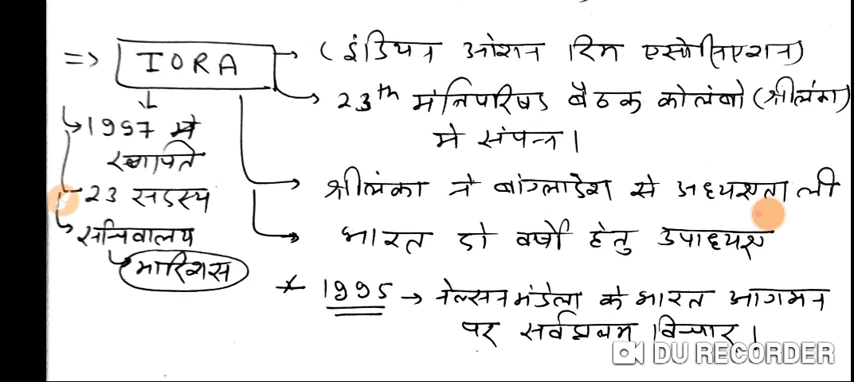 => IORA → (इंडियन ओशन रिम एसोसिएशन)
→ 23th मंत्रिपरिषद बैठक कोलंबो (श्रीलंका)
मे संपन्न।
→ 1997 मे
स्थापित
→ 23 सदस्य
→ सचिवालय
→ मारिशस
→ श्रीलंका ने बांग्लादेश से अध्यक्षता ली
→ भारत दो वर्षो हेतु उपाध्यक्ष
* 1995 → नेल्सन मंडेला के भारत आगमन
पर सर्वप्रथम विचार।
DU RECORDER